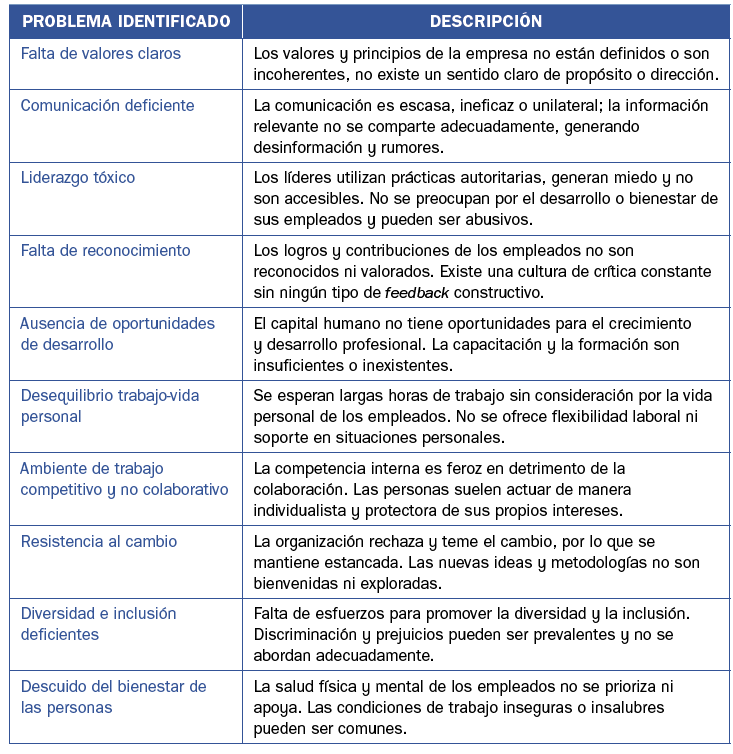 PROBLEMA IDENTIFICADO
DESCRIPCIÓN
Falta de valores claros
Los valores y principios de la empresa no están definidos o son
incoherentes, no existe un sentido claro de propósito o dirección.
Comunicación deficiente
La comunicación es escasa, ineficaz o unilateral; la información
relevante no se comparte adecuadamente, generando
desinformación y rumores.
Liderazgo tóxico
Los líderes utilizan prácticas autoritarias, generan miedo y no
son accesibles. No se preocupan por el desarrollo o bienestar de
sus empleados y pueden ser abusivos.
Falta de reconocimiento
Los logros y contribuciones de los empleados no son
reconocidos ni valorados. Existe una cultura de crítica constante
sin ningún tipo de feedback constructivo.
Ausencia de oportunidades
de desarrollo
El capital humano no tiene oportunidades para el crecimiento
y desarrollo profesional. La capacitación y la formación son
insuficientes o inexistentes.
Desequilibrio trabajo-vida
personal
Se esperan largas horas de trabajo sin consideración por la vida
personal de los empleados. No se ofrece flexibilidad laboral ni
soporte en situaciones personales.
Ambiente de trabajo
competitivo y no colaborativo
La competencia interna es feroz en detrimento de la
colaboración. Las personas suelen actuar de manera
individualista y protectora de sus propios intereses.
Resistencia al cambio
La organización rechaza y teme el cambio, por lo que se
mantiene estancada. Las nuevas ideas y metodologías no son
bienvenidas ni exploradas.
Diversidad e inclusión
deficientes
Falta de esfuerzos para promover la diversidad y la inclusión.
Discriminación y prejuicios pueden ser prevalentes y no se
abordan adecuadamente.
Descuido del bienestar de
las personas
La salud física y mental de los empleados no se prioriza ni
apoya. Las condiciones de trabajo inseguras o insalubres
pueden ser comunes.